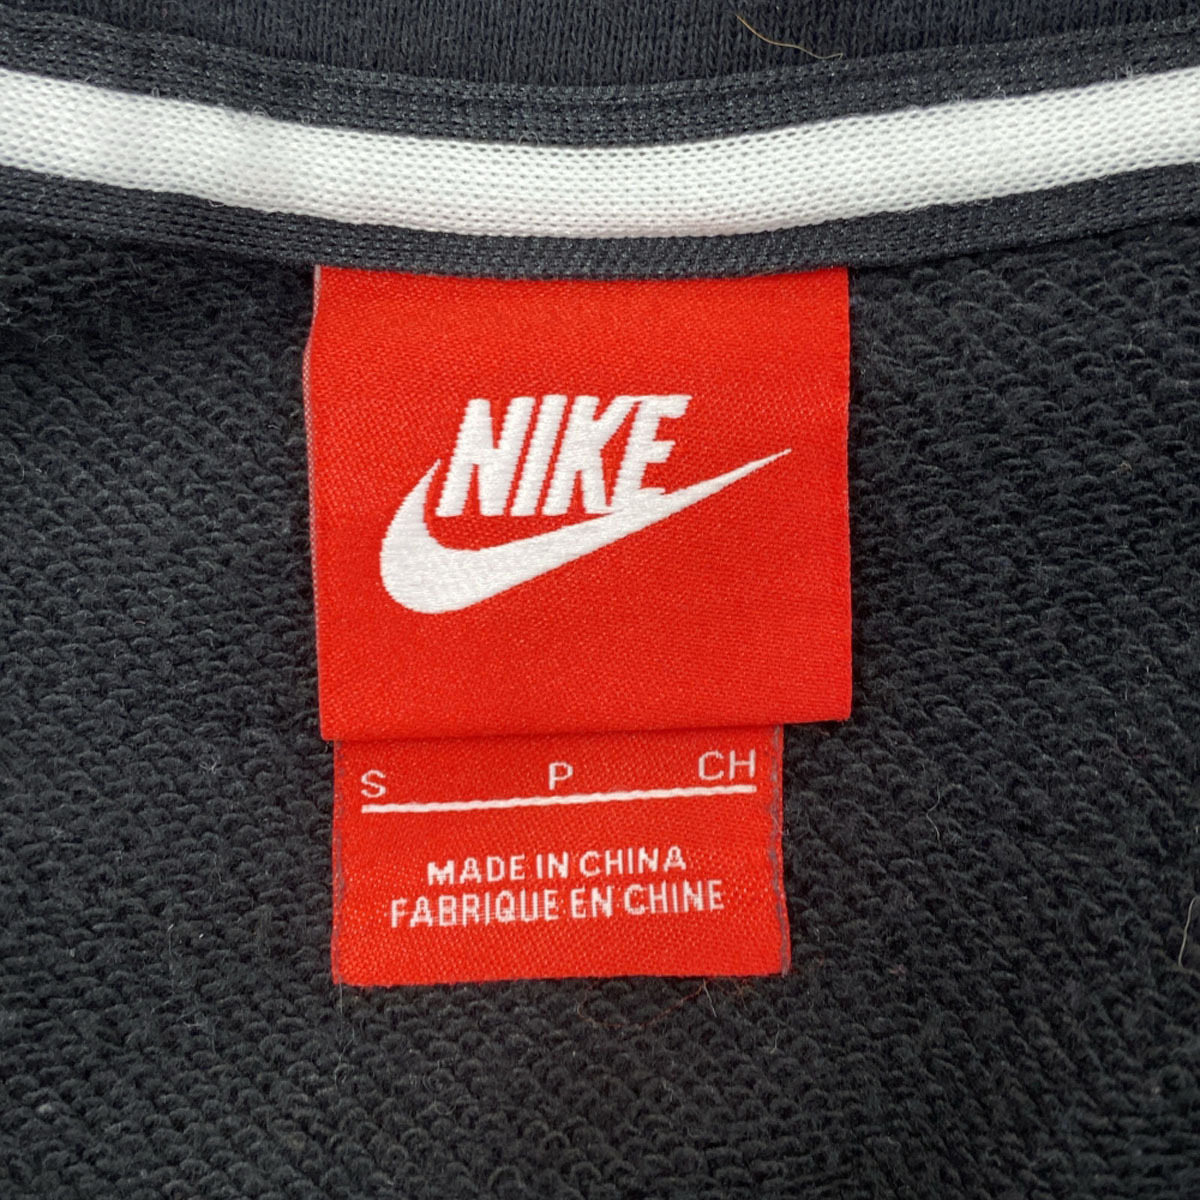 NIKE
S P CH
MADE IN CHINA
FABRIQUE EN CHINE